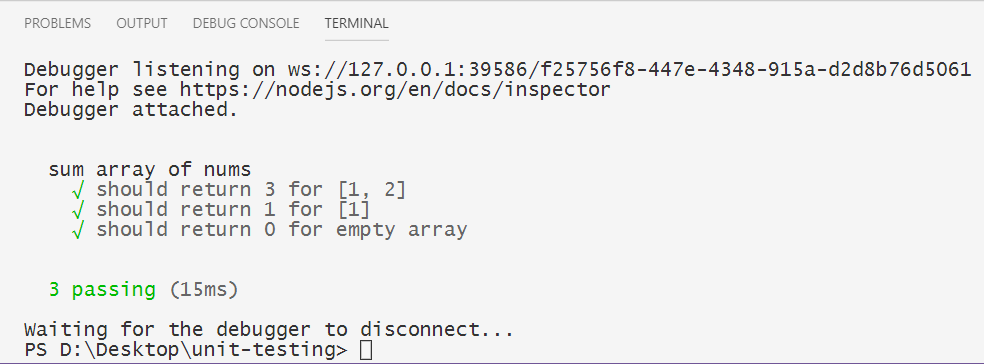 PROBLEMS OUTPUT DEBUG CONSOLE TERMINAL
Debugger listening on ws://127.0.0.1:39586/f25756f8-447e-4348-915a-d2d8b76d5061
For help see https://nodejs.org/en/docs/inspector
Debugger attached.
sum array of nums
√ should return 3 for [1, 2]
√ should return 1 for [1]
√ should return 0 for empty array
3 passing (15ms)
Waiting for the debugger to disconnect...
PS D:\Desktop\unit-testing>